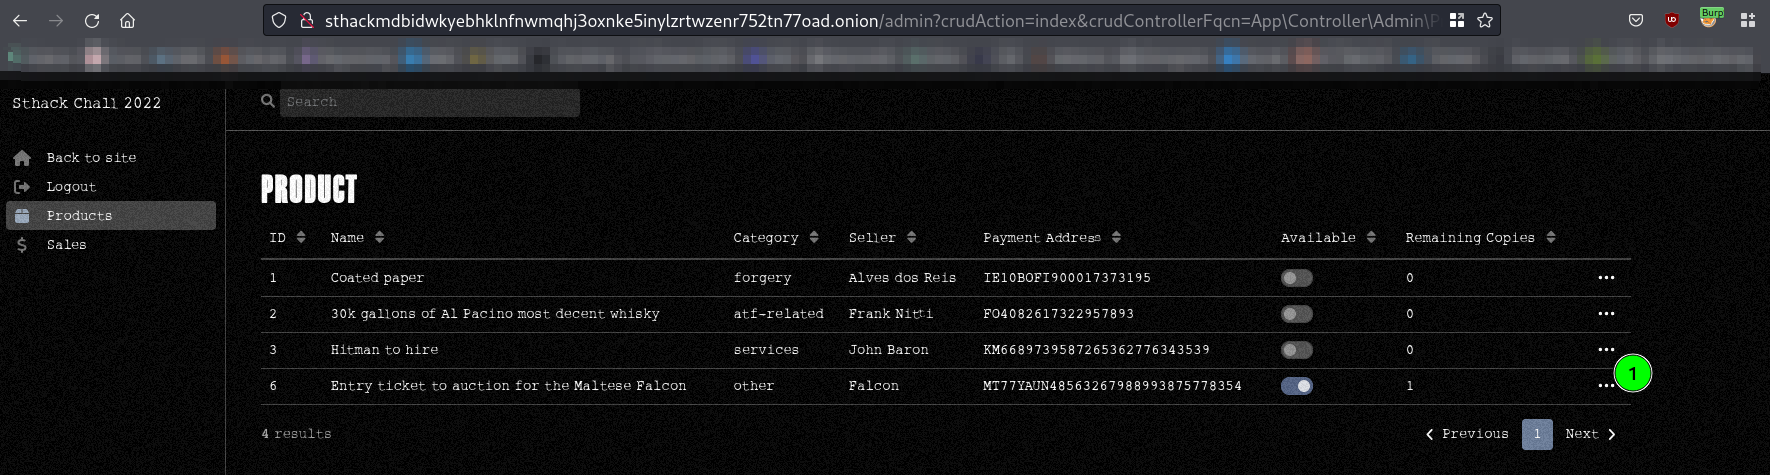 sthackmdbidwkyebhklnfnwmqhj3oxnke5inylzrtwzenr752tn77oad.onion/admin?crudAction=index&crudControllerFqcn=App\Controller\Admin\P
Burp
Sthack Chall 2022
Search
Back to site
Logout
Products
Sales
PRODUCT
ID Name Category Seller Payment Address Available Remaining Copies
1 Coated paper forgery Alves dos Reis IE10BOFI900017373195 0
2 30k gallons of Al Pacino most decent whisky atf-related Frank Nitti FO4082617322957893 0
3 Hitman to hire services John Baron KM6689739587265362776343539 0
6 Entry ticket to auction for the Maltese Falcon other Falcon MT77YAUN48563267988993875778354 1
1
4 results
Previous 1 Next